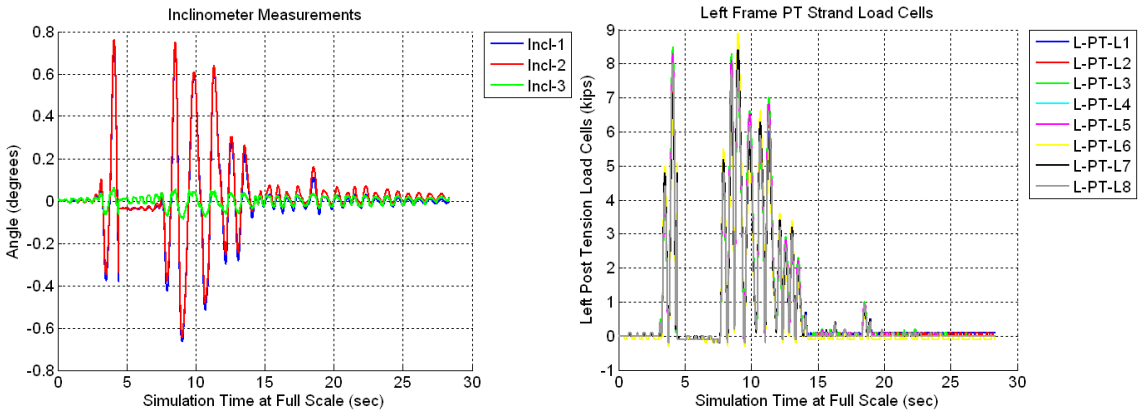 Inclinometer Measurements
Angle (degrees)
0.8
0.6
0.4
0.2
0
-0.2
-0.4
-0.6
-0.8
0 5 10 15 20 25 30
Simulation Time at Full Scale (sec)
Incl-1
Incl-2
Incl-3
Left Frame PT Strand Load Cells
Left Post Tension Load Cells (kips)
9
8
7
6
5
4
3
2
1
0
-1
0 5 10 15 20 25 30
Simulation Time at Full Scale (sec)
L-PT-L1
L-PT-L2
L-PT-L3
L-PT-L4
L-PT-L5
L-PT-L6
L-PT-L7
L-PT-L8